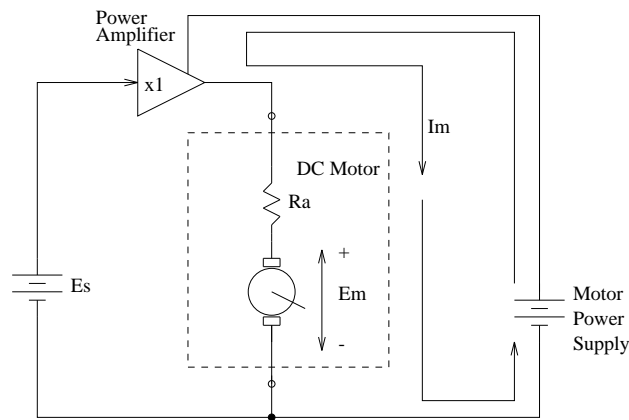 Power
Amplifier
x1
Im
DC Motor
Ra
+
Es
Em
-
Motor
Power
Supply